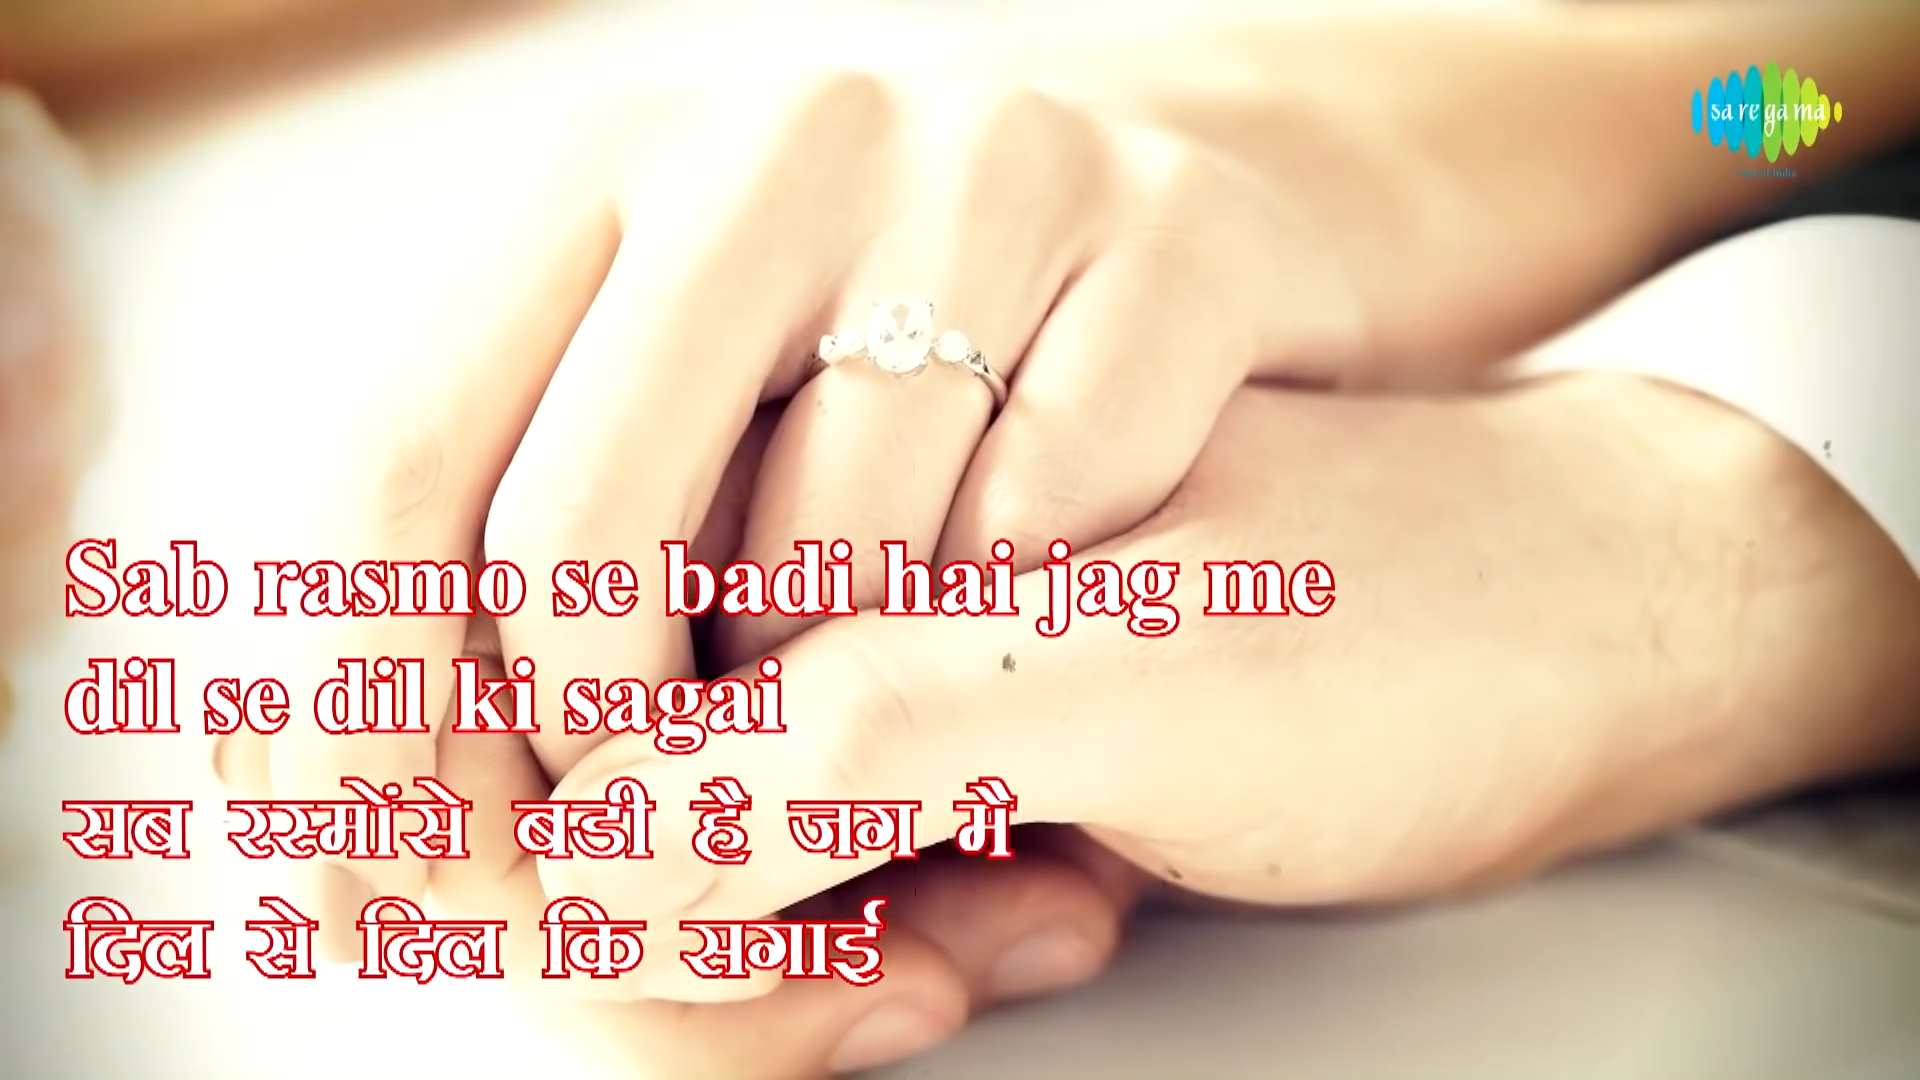 sa re ga ma
Sab rasmo se badi hai jag me
dil se dil ki sagai
सब रस्मोंसे बडी है जग मै
दिल से दिल कि सगाई